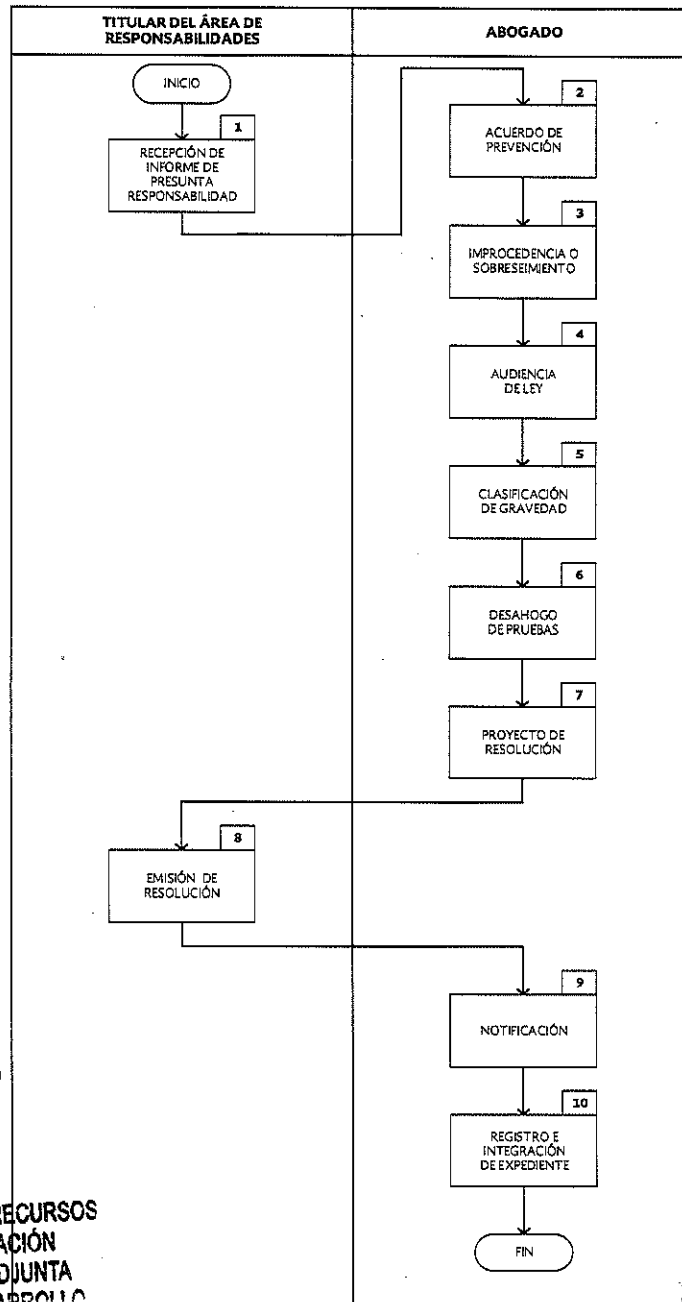 TITULAR DEL ÁREA DE
RESPONSABILIDADES
ABOGADO
INICIO
1
RECEPCIÓN DE
INFORME DE
PRESUNTA
RESPONSABILIDAD
2
ACUERDO DE
PREVENCIÓN
3
IMPROCEDENCIA O
SOBRESEIMIENTO
4
AUDIENCIA
DE LEY
5
CLASIFICACIÓN
DE GRAVEDAD
6
DESAHOGO
DE PRUEBAS
7
PROYECTO DE
RESOLUCIÓN
8
EMISIÓN DE
RESOLUCIÓN
9
NOTIFICACIÓN
10
REGISTRO E
INTEGRACIÓN
DE EXPEDIENTE
FIN
RECURSOS
ACIÓN
DJUNTA